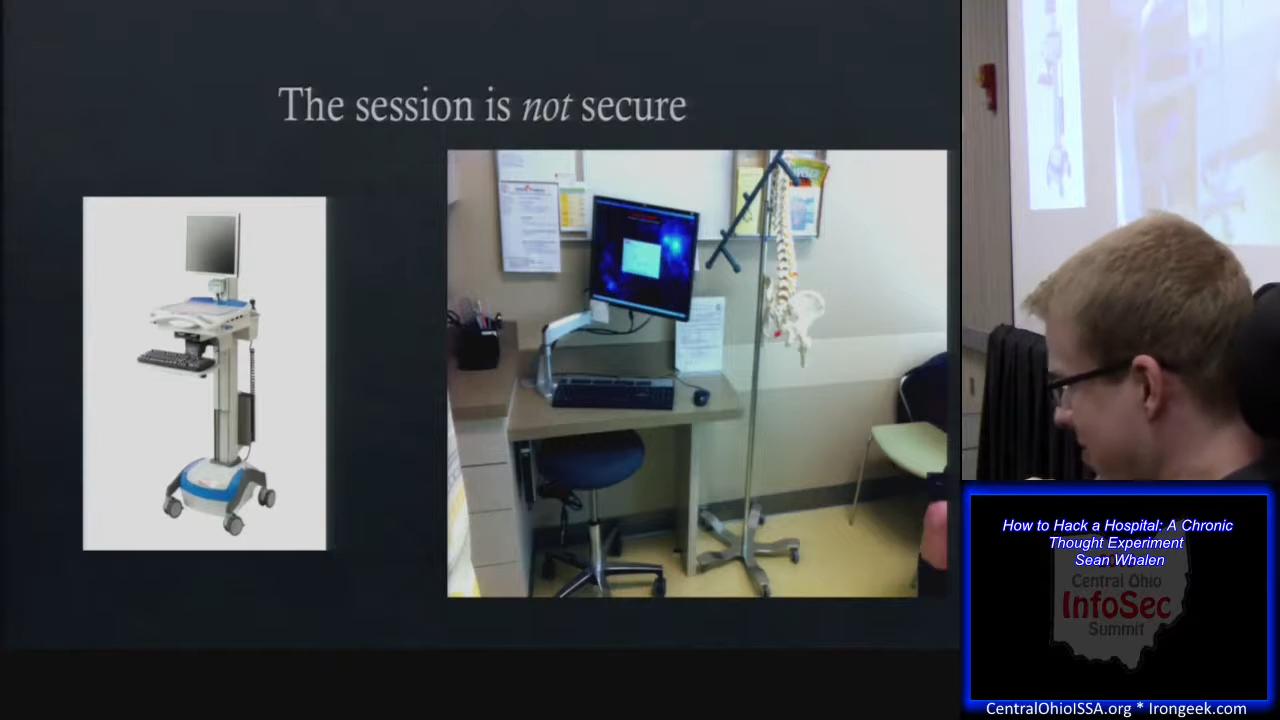 The session is not secure
How to Hack a Hospital: A Chronic
Thought Experiment
Sean Whalen
Central Ohio
InfoSec
Summit
CentralOhioISSA.org * Irongeek.com